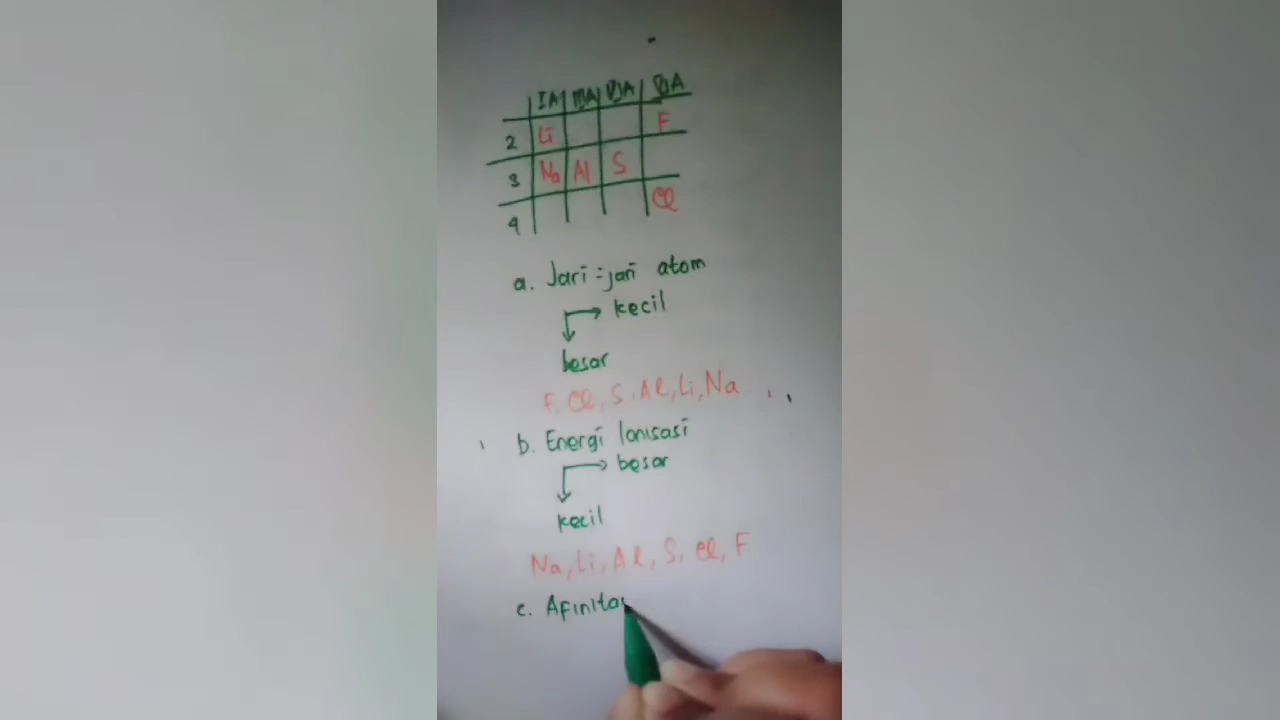 IA IIIA VIA VIIA
2 Li F
3 Na Al S
4 Cl
a. Jari-jari atom
kecil
besar
F, Cl, S, Al, Li, Na
b. Energi Ionisasi
besar
kecil
Na, Li, Al, S, Cl, F
c. Afinitas